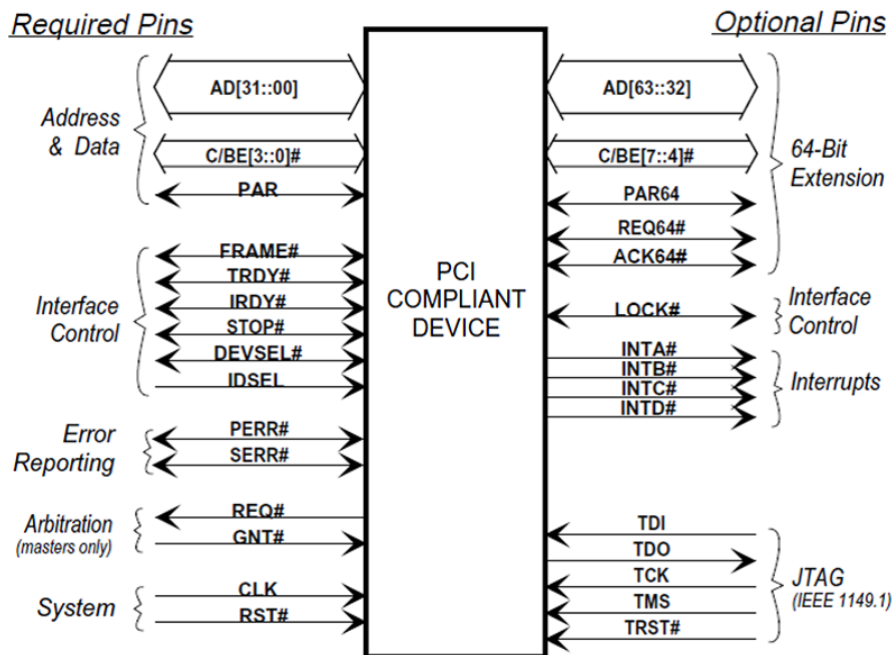 Required Pins
Optional Pins
Address
& Data
AD[31::00]
C/BE[3::0]#
PAR
Interface
Control
FRAME#
TRDY#
IRDY#
STOP#
DEVSEL#
IDSEL
Error
Reporting
PERR#
SERR#
Arbitration
(masters only)
REQ#
GNT#
System
CLK
RST#
PCI
COMPLIANT
DEVICE
AD[63::32]
C/BE[7::4]#
PAR64
REQ64#
ACK64#
64-Bit
Extension
LOCK#
Interface
Control
INTA#
INTB#
INTC#
INTD#
Interrupts
TDI
TDO
TCK
TMS
TRST#
JTAG
(IEEE 1149.1)